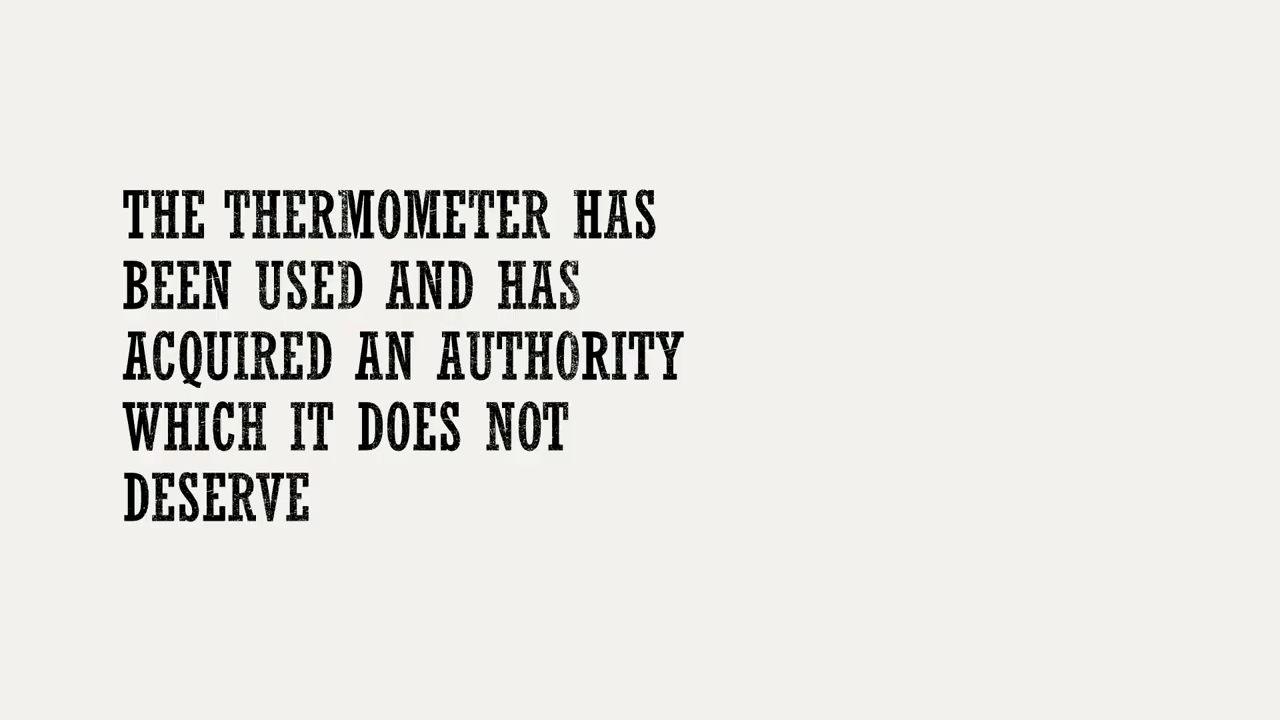 THE THERMOMETER HAS
BEEN USED AND HAS
ACQUIRED AN AUTHORITY
WHICH IT DOES NOT
DESERVE